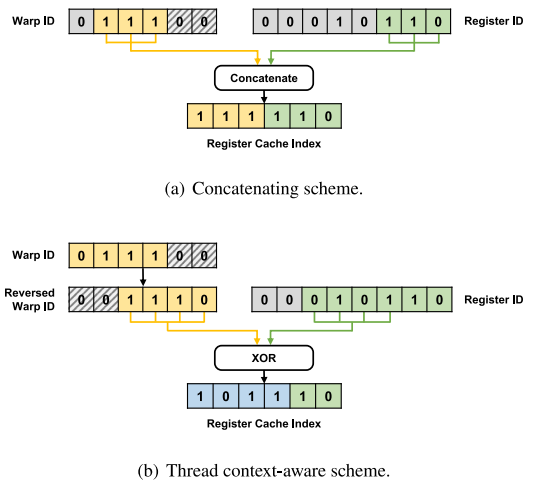 Warp ID 0 1 1 1 0 0 0 0 0 1 0 1 1 0 Register ID
Concatenate
1 1 1 1 1 0
Register Cache Index
(a) Concatenating scheme.
Warp ID 0 1 1 1 0 0
Reversed Warp ID 0 0 1 1 1 0 0 0 0 1 0 1 1 0 Register ID
XOR
1 0 1 1 1 0
Register Cache Index
(b) Thread context-aware scheme.